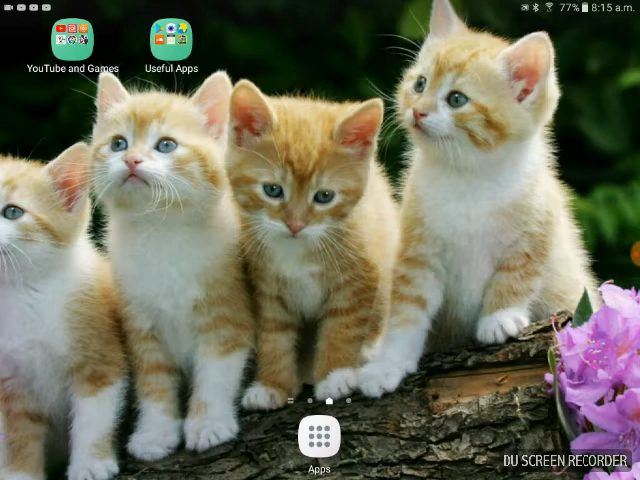 77% 8:15 a.m.
YouTube and Games
Useful Apps
Apps
DU SCREEN RECORDER